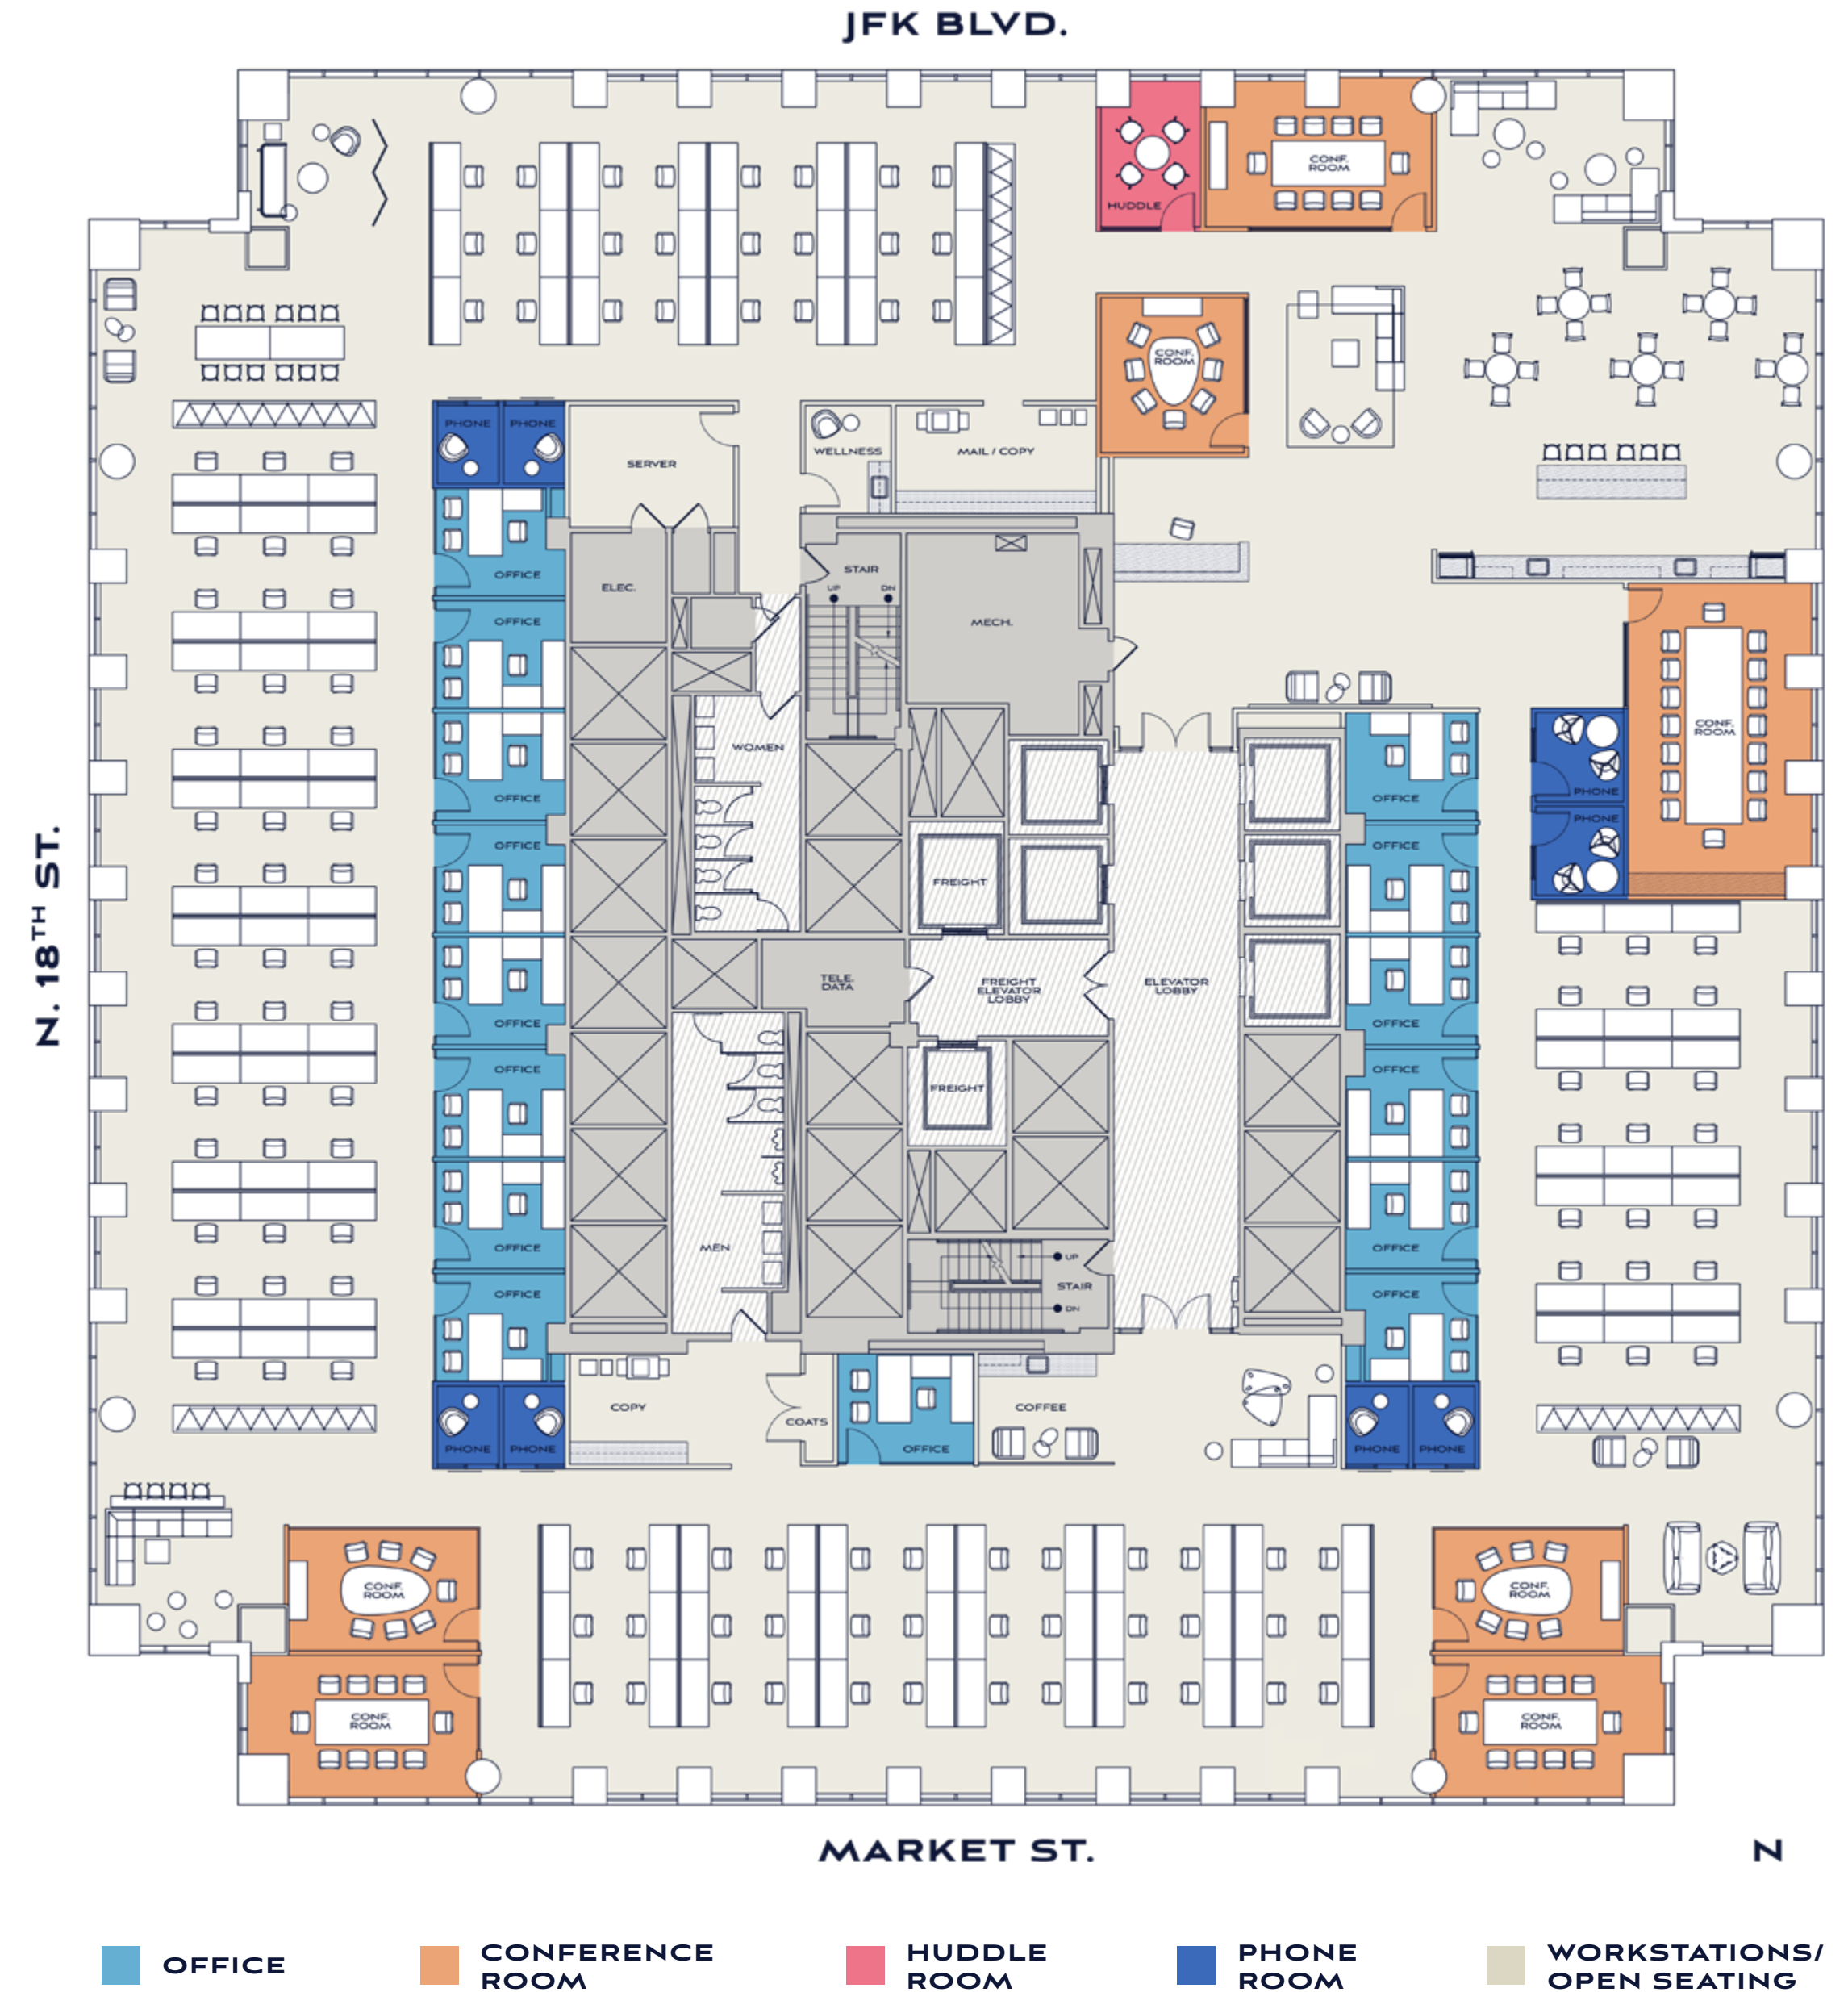 JFK BLVD.
HUDDLE
CONF.
ROOM
CONF.
ROOM
PHONE
PHONE
SERVER
WELLNESS
MAIL / COPY
OFFICE
ELEC.
STAIR
UP
DN
MECH.
OFFICE
WOMEN
OFFICE
OFFICE
CONF.
ROOM
PHONE
PHONE
OFFICE
OFFICE
FREIGHT
TELE.
DATA
FREIGHT
ELEVATOR
LOBBY
ELEVATOR
LOBBY
OFFICE
OFFICE
OFFICE
OFFICE
FREIGHT
N. 18TH ST.
OFFICE
MEN
OFFICE
UP
STAIR
DN
OFFICE
OFFICE
COPY
COATS
COFFEE
OFFICE
PHONE
PHONE
PHONE
PHONE
CONF.
ROOM
CONF.
ROOM
CONF.
ROOM
CONF.
ROOM
MARKET ST.
N
OFFICE
CONFERENCE
ROOM
HUDDLE
ROOM
PHONE
ROOM
WORKSTATIONS/
OPEN SEATING